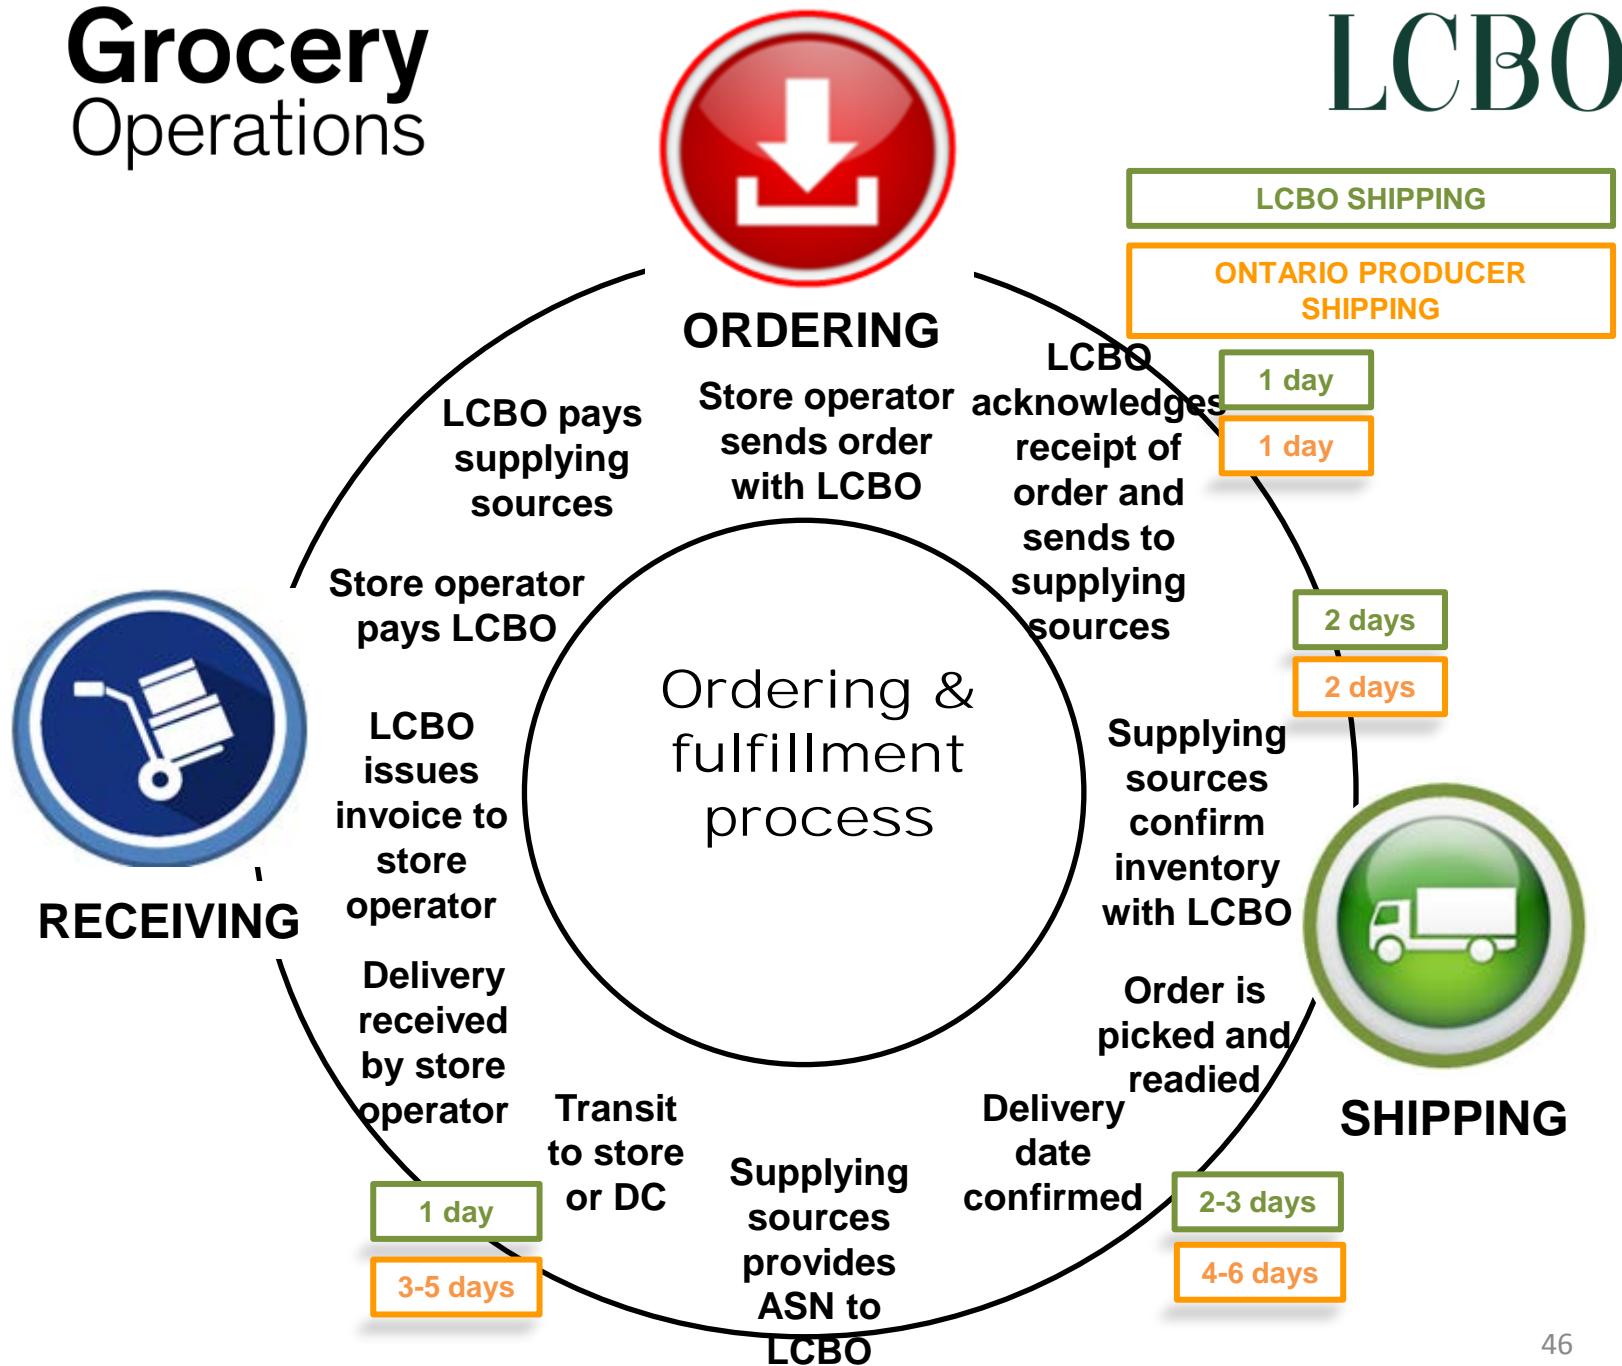 Grocery
Operations
LCBO
LCBO SHIPPING
ONTARIO PRODUCER
SHIPPING
ORDERING
Store operator
sends order
with LCBO
LCBO
acknowledges
receipt of
order and
sends to
supplying
sources
1 day
1 day
2 days
2 days
Supplying
sources
confirm
inventory
with LCBO
SHIPPING
Order is
picked and
readied
Delivery
date
confirmed
2-3 days
4-6 days
Supplying
sources
provides
ASN to
LCBO
Transit
to store
or DC
1 day
3-5 days
Delivery
received
by store
operator
RECEIVING
LCBO
issues
invoice to
store
operator
Store operator
pays LCBO
LCBO pays
supplying
sources
Ordering &
fulfillment
process
46